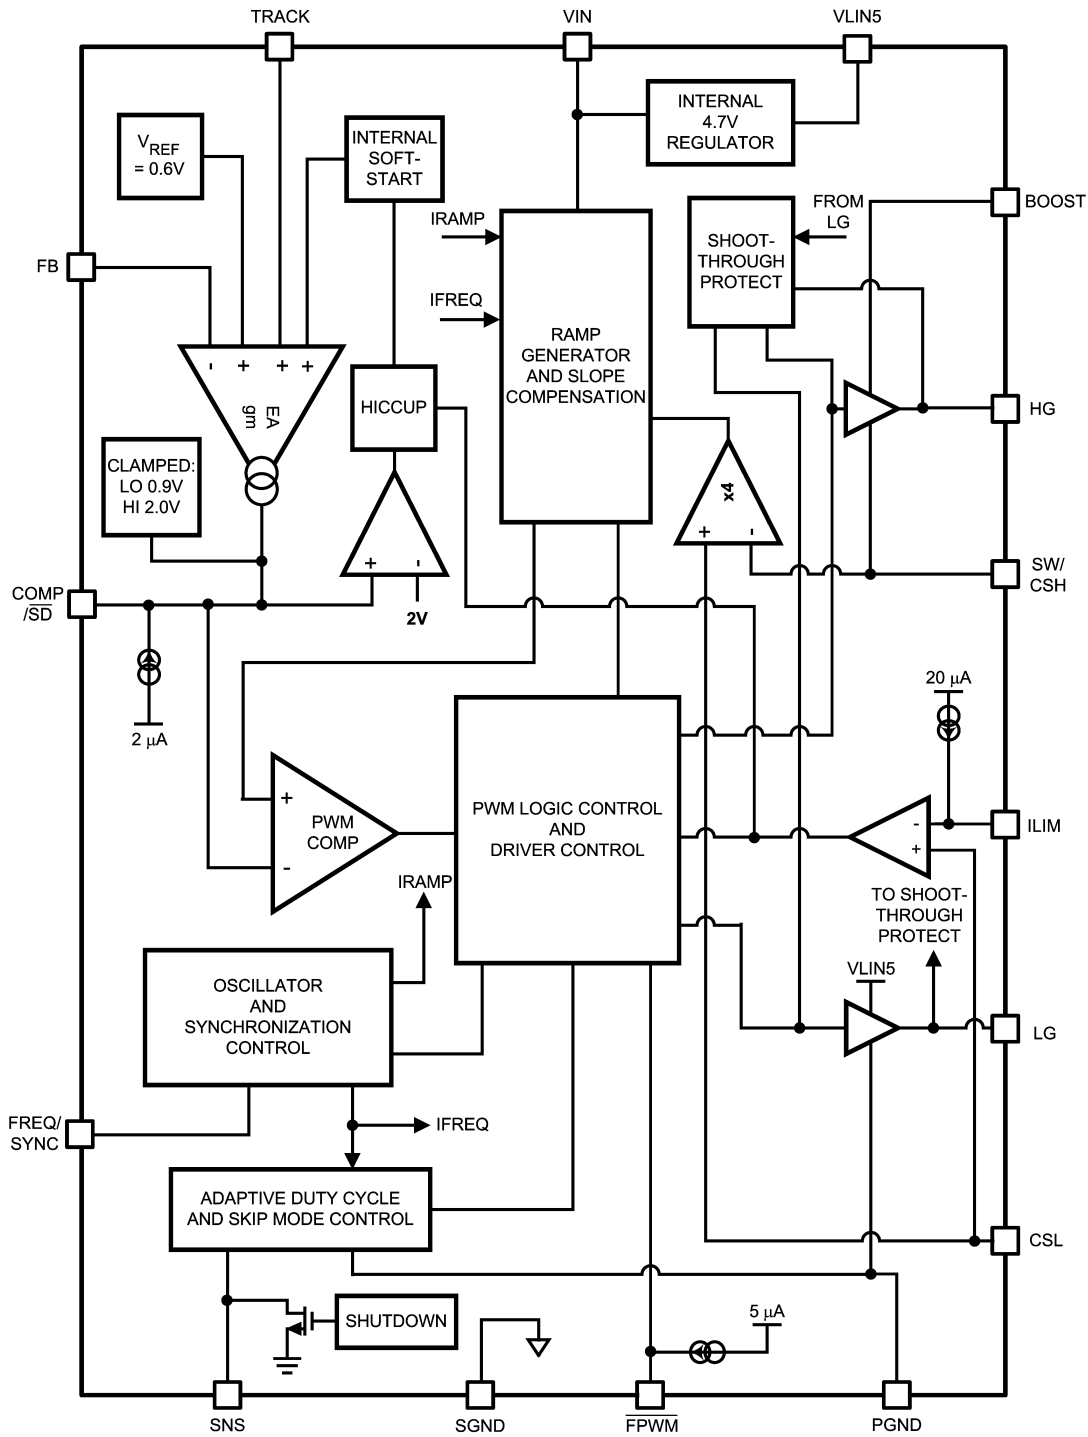 TRACK
VIN
VLIN5
INTERNAL
4.7V
REGULATOR
VREF
= 0.6V
INTERNAL
SOFT-
START
FROM
LG
BOOST
IRAMP
SHOOT-
THROUGH
PROTECT
FB
IFREQ
RAMP
GENERATOR
AND SLOPE
COMPENSATION
- + + +
EA
gm
HICCUP
HG
CLAMPED:
LO 0.9V
HI 2.0V
x4
+ -
+ -
2V
SW/
CSH
COMP
/SD
2 µA
20 µA
+
PWM
COMP
-
PWM LOGIC CONTROL
AND
DRIVER CONTROL
-
+
ILIM
IRAMP
TO SHOOT-
THROUGH
PROTECT
OSCILLATOR
AND
SYNCHRONIZATION
CONTROL
VLIN5
LG
FREQ/
SYNC
IFREQ
ADAPTIVE DUTY CYCLE
AND SKIP MODE CONTROL
CSL
SHUTDOWN
5 µA
SNS
SGND
FPWM
PGND